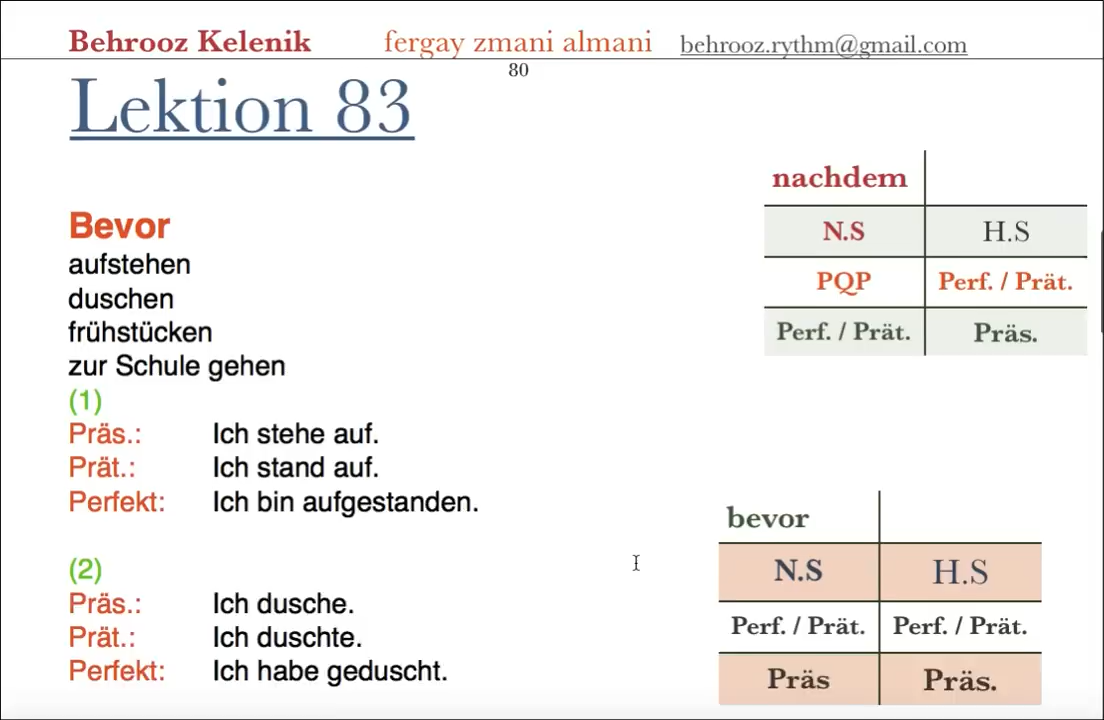 Behrooz Kelenik fergay zmani almani behrooz.rythm@gmail.com
80
Lektion 83
Bevor
aufstehen
duschen
frühstücken
zur Schule gehen
(1)
Präs.: Ich stehe auf.
Prät.: Ich stand auf.
Perfekt: Ich bin aufgestanden.
(2)
Präs.: Ich dusche.
Prät.: Ich duschte.
Perfekt: Ich habe geduscht.
nachdem
N.S H.S
PQP Perf. / Prät.
Perf. / Prät. Präs.
bevor
N.S H.S
Perf. / Prät. Perf. / Prät.
Präs Präs.